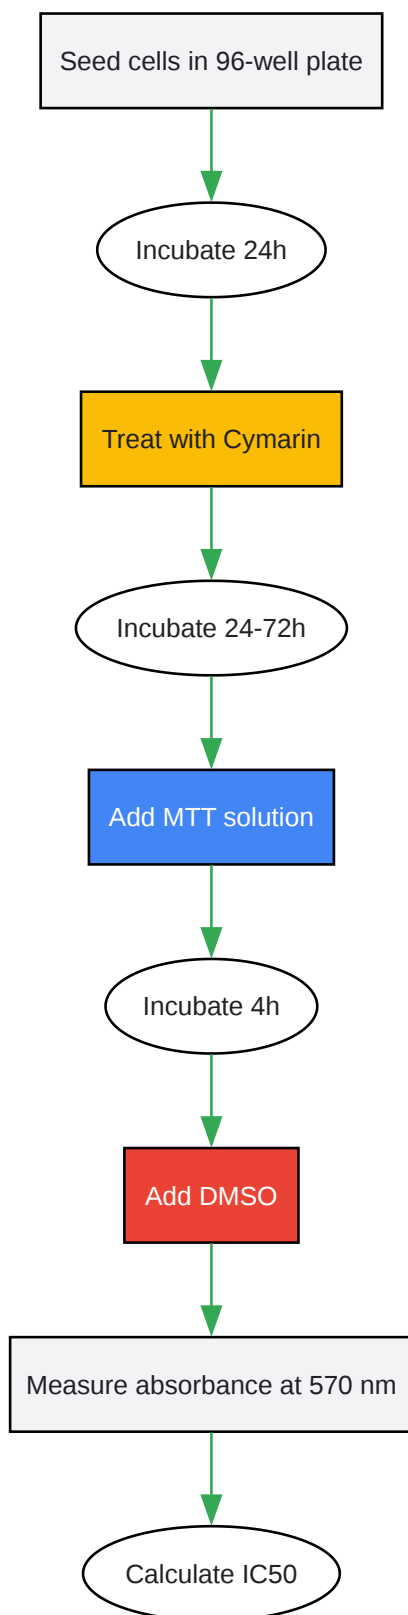 Seed cells in 96-well plate
Incubate 24h
Treat with Cymarin
Incubate 24-72h
Add MTT solution
Incubate 4h
Add DMSO
Measure absorbance at 570 nm
Calculate IC50